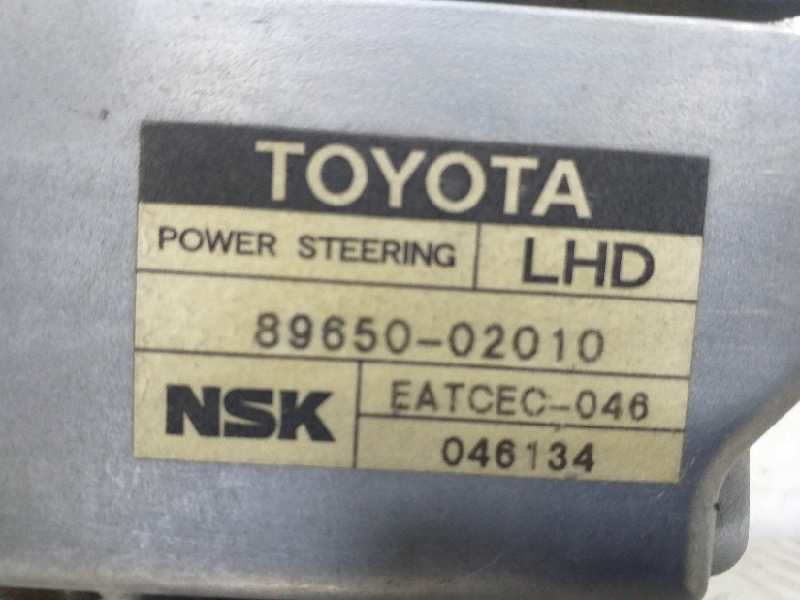 TOYOTA
POWER STEERING LHD
89650-02010
NSK EATCEC-046
046134